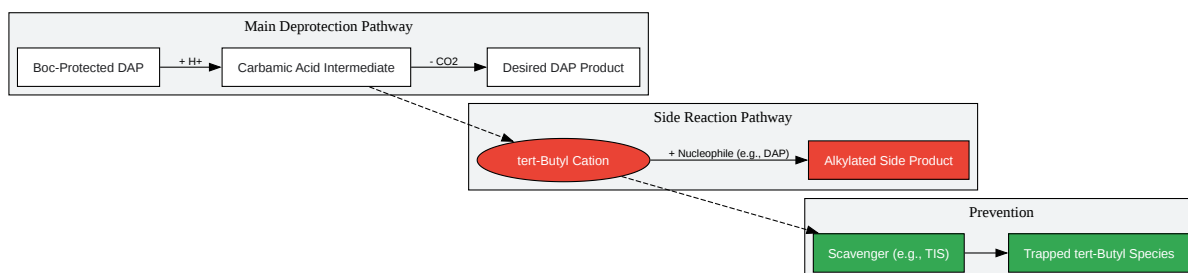 Main Deprotection Pathway
Boc-Protected DAP
+ H+
Carbamic Acid Intermediate
- CO2
Desired DAP Product
Side Reaction Pathway
tert-Butyl Cation
+ Nucleophile (e.g., DAP)
Alkylated Side Product
Prevention
Scavenger (e.g., TIS)
Trapped tert-Butyl Species